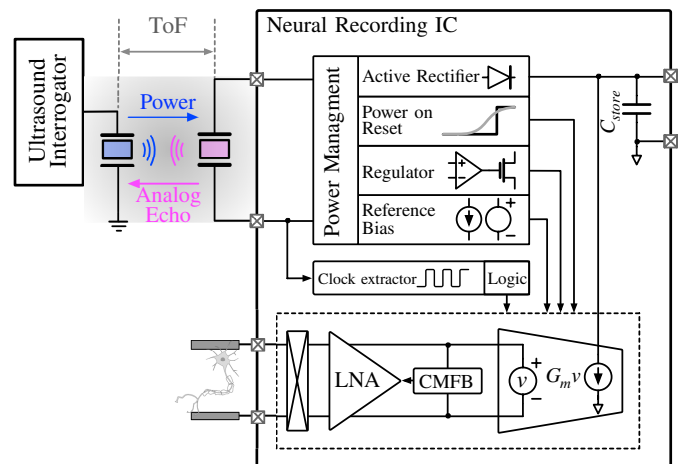 ToF
Neural Recording IC
Ultrasound
Interrogator
Power
Analog
Echo
Power Managment
Active Rectifier
Power on
Reset
Regulator
Reference
Bias
C_store
Clock extractor
Logic
LNA
CMFB
v
G_m v